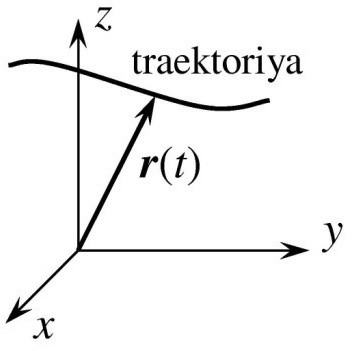 z
traektoriya
r(t)
y
x